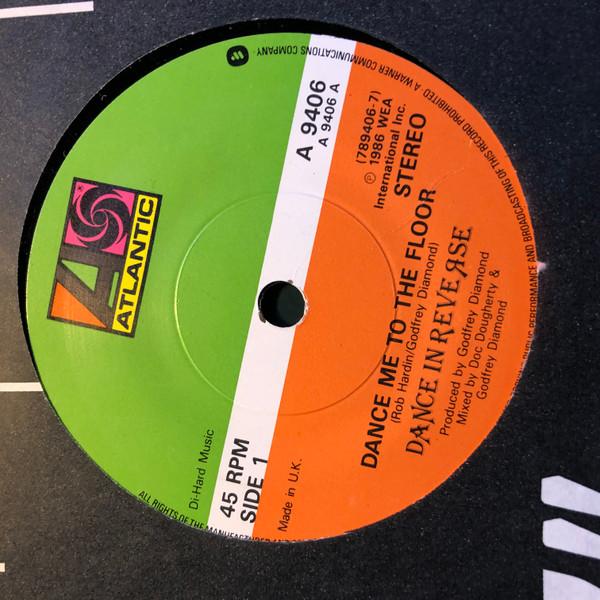 ATLANTIC
A WARNER COMMUNICATIONS COMPANY
Di-Hard Music
45 RPM
SIDE 1
A 9406
A 9406 A
Made in U.K.
(789406-7)
℗ 1986 WEA
International Inc.
STEREO
DANCE ME TO THE FLOOR
(Rob Hardin/Godfrey Diamond)
DANCE IN REVERSE
Produced by Godfrey Diamond
Mixed by Doc Dougherty &
Godfrey Diamond
ALL RIGHTS OF THE MANUFACTURER AN
PUBLIC PERFORMANCE AND BROADCASTING OF THIS RECORD PROHIBITED